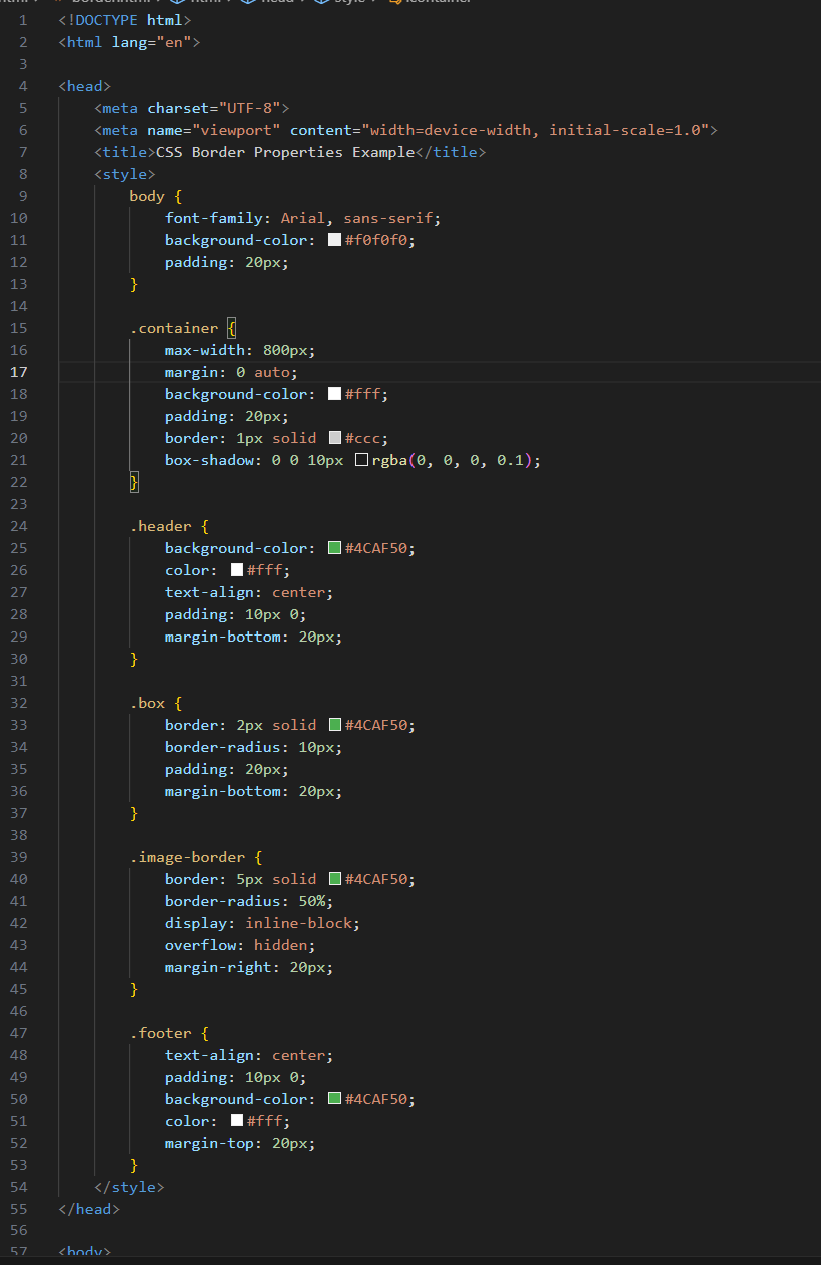 1 <!DOCTYPE html>
2 <html lang="en">
3
4 <head>
5 <meta charset="UTF-8">
6 <meta name="viewport" content="width=device-width, initial-scale=1.0">
7 <title>CSS Border Properties Example</title>
8 <style>
9 body {
10 font-family: Arial, sans-serif;
11 background-color: #f0f0f0;
12 padding: 20px;
13 }
14
15 .container {
16 max-width: 800px;
17 margin: 0 auto;
18 background-color: #fff;
19 padding: 20px;
20 border: 1px solid #ccc;
21 box-shadow: 0 0 10px rgba(0, 0, 0, 0.1);
22 }
23
24 .header {
25 background-color: #4CAF50;
26 color: #fff;
27 text-align: center;
28 padding: 10px 0;
29 margin-bottom: 20px;
30 }
31
32 .box {
33 border: 2px solid #4CAF50;
34 border-radius: 10px;
35 padding: 20px;
36 margin-bottom: 20px;
37 }
38
39 .image-border {
40 border: 5px solid #4CAF50;
41 border-radius: 50%;
42 display: inline-block;
43 overflow: hidden;
44 margin-right: 20px;
45 }
46
47 .footer {
48 text-align: center;
49 padding: 10px 0;
50 background-color: #4CAF50;
51 color: #fff;
52 margin-top: 20px;
53 }
54 </style>
55 </head>
56
57 <body>